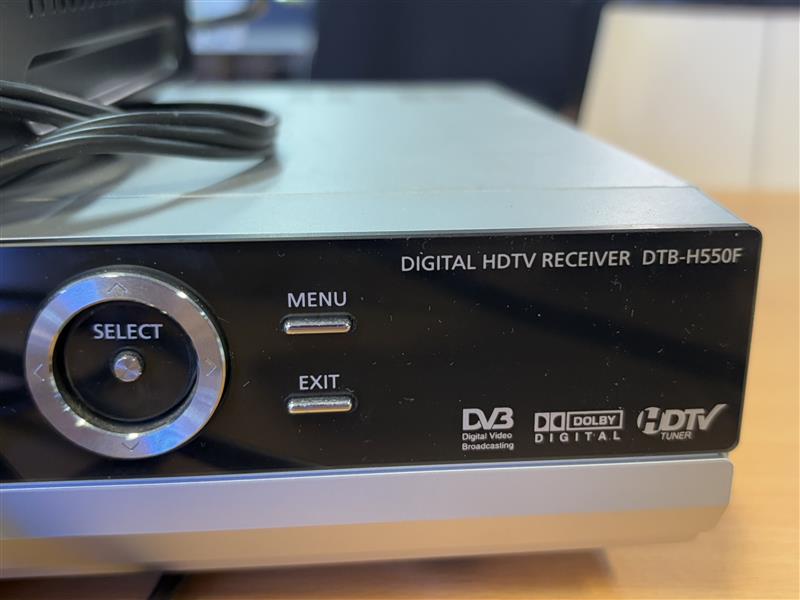 DIGITAL HDTV RECEIVER DTB-H550F
MENU
SELECT
EXIT
DVB
Digital Video
Broadcasting
DOLBY
DIGITAL
HDTV
TUNER